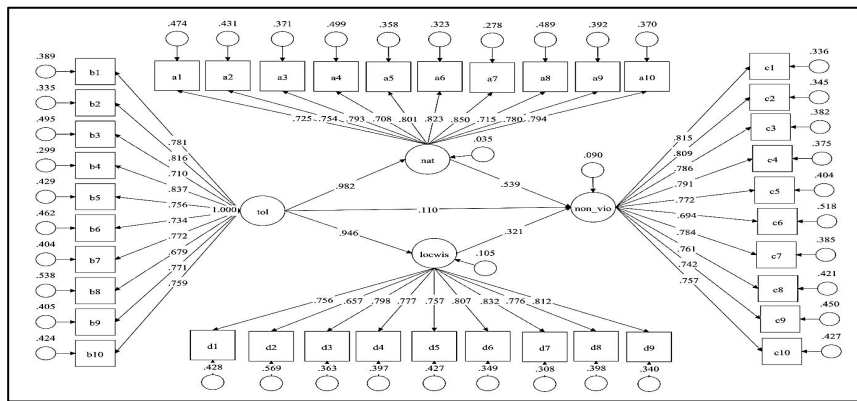 .474 .431 .371 .499 .358 .323 .278 .489 .392 .370
a1 a2 a3 a4 a5 a6 a7 a8 a9 a10
.725 .754 .793 .708 .801 .823 .850 .715 .780 .794
.389 b1 .781
.335 b2 .816
.495 b3 .710
.299 b4 .837
.429 b5 .756
.462 b6 .734
.404 b7 .772
.538 b8 .679
.405 b9 .771
.424 b10 .759
1.000 tol
.982 nat .035
.539
.110
.090 non_vio
.946 locwis .105
.321
.815 c1 .336
.809 c2 .345
.786 c3 .382
.791 c4 .375
.772 c5 .404
.694 c6 .518
.784 c7 .385
.761 c8 .421
.742 c9 .450
.757 c10 .427
.756 .657 .798 .777 .757 .807 .832 .776 .812
d1 d2 d3 d4 d5 d6 d7 d8 d9
.428 .569 .363 .397 .427 .349 .308 .398 .340